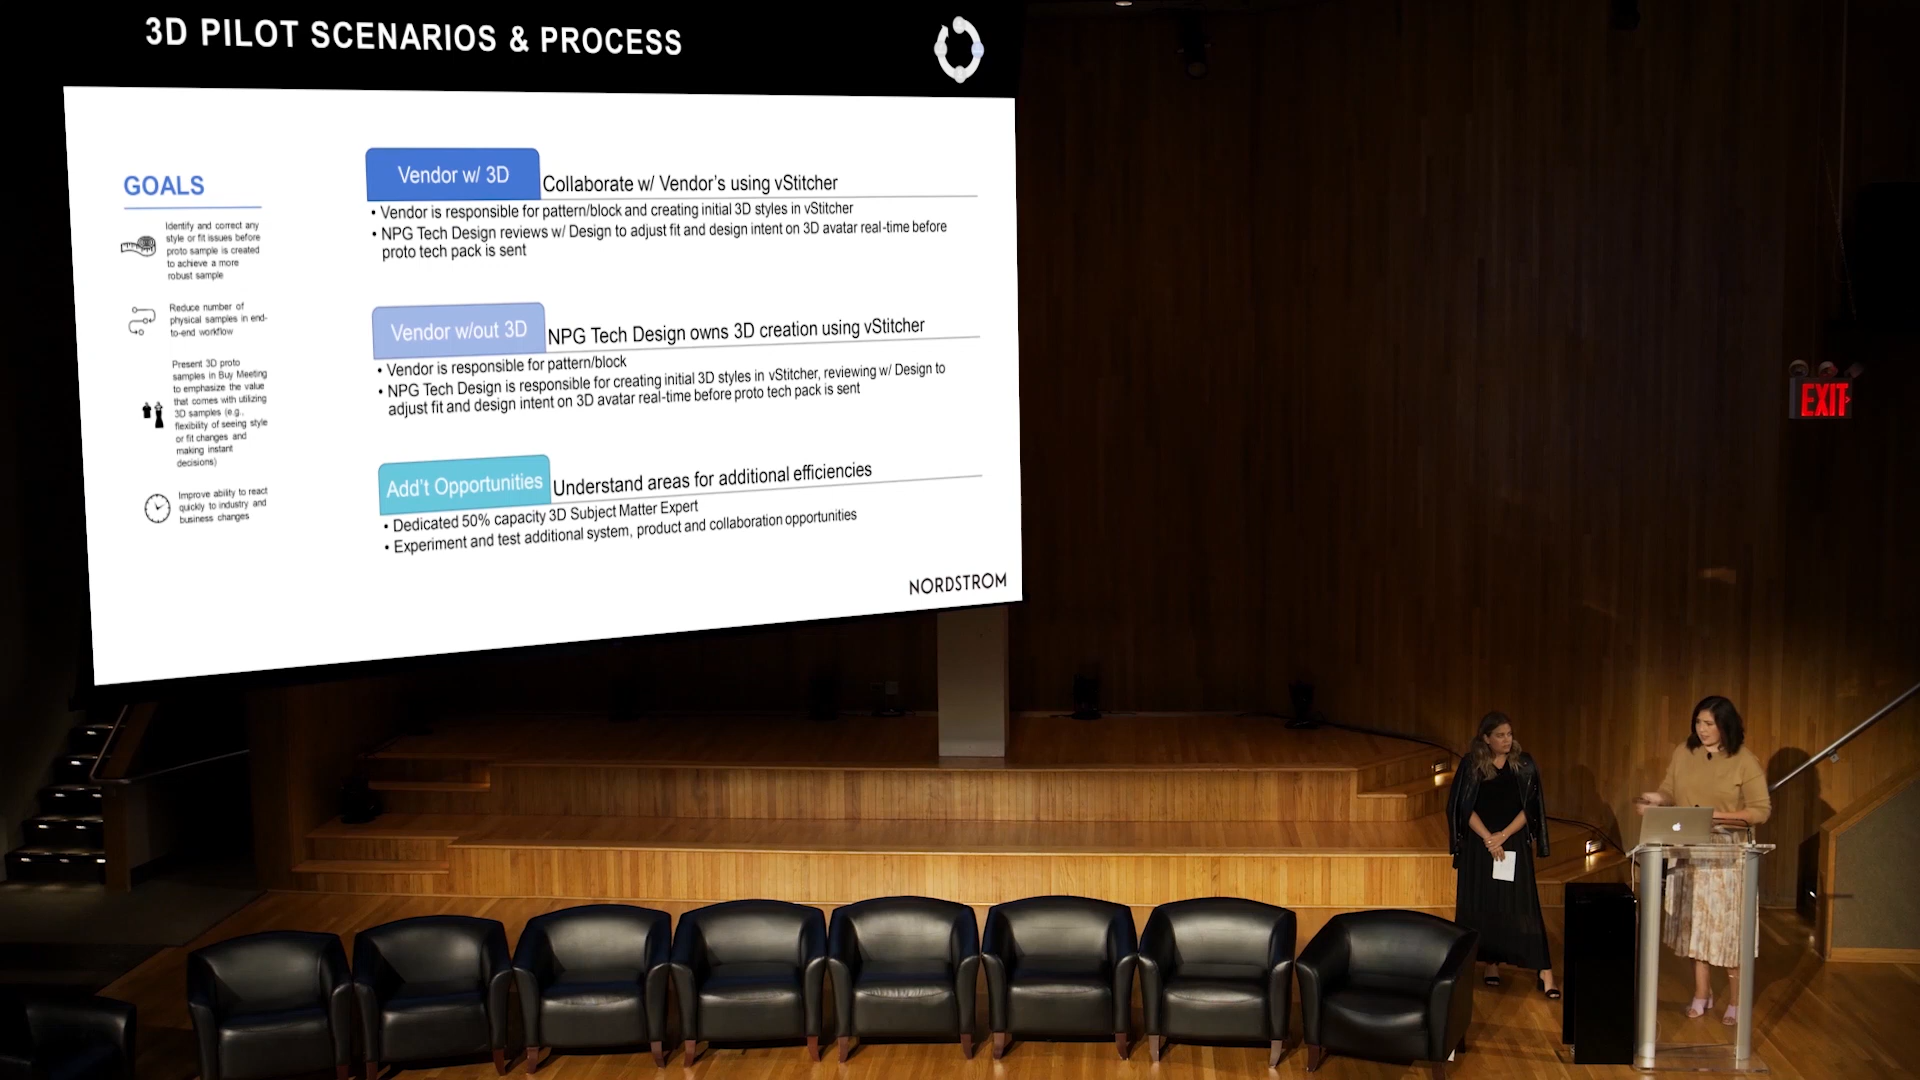 3D PILOT SCENARIOS & PROCESS
GOALS
Identify and correct any
style or fit issues before
proto sample is created
to achieve a more
robust sample
Reduce number of
physical samples in end-
to-end workflow
Present 3D proto
samples in Buy Meeting
to emphasize the value
that comes with utilizing
3D samples (e.g.,
flexibility of seeing style
or fit changes and
making instant
decisions)
Improve ability to react
quickly to industry and
business changes
Vendor w/ 3D
Collaborate w/ Vendor's using vStitcher
• Vendor is responsible for pattern/block and creating initial 3D styles in vStitcher
• NPG Tech Design reviews w/ Design to adjust fit and design intent on 3D avatar real-time before
proto tech pack is sent
Vendor w/out 3D
NPG Tech Design owns 3D creation using vStitcher
• Vendor is responsible for pattern/block
• NPG Tech Design is responsible for creating initial 3D styles in vStitcher, reviewing w/ Design to
adjust fit and design intent on 3D avatar real-time before proto tech pack is sent
Add't Opportunities
Understand areas for additional efficiencies
• Dedicated 50% capacity 3D Subject Matter Expert
• Experiment and test additional system, product and collaboration opportunities
NORDSTROM
EXIT